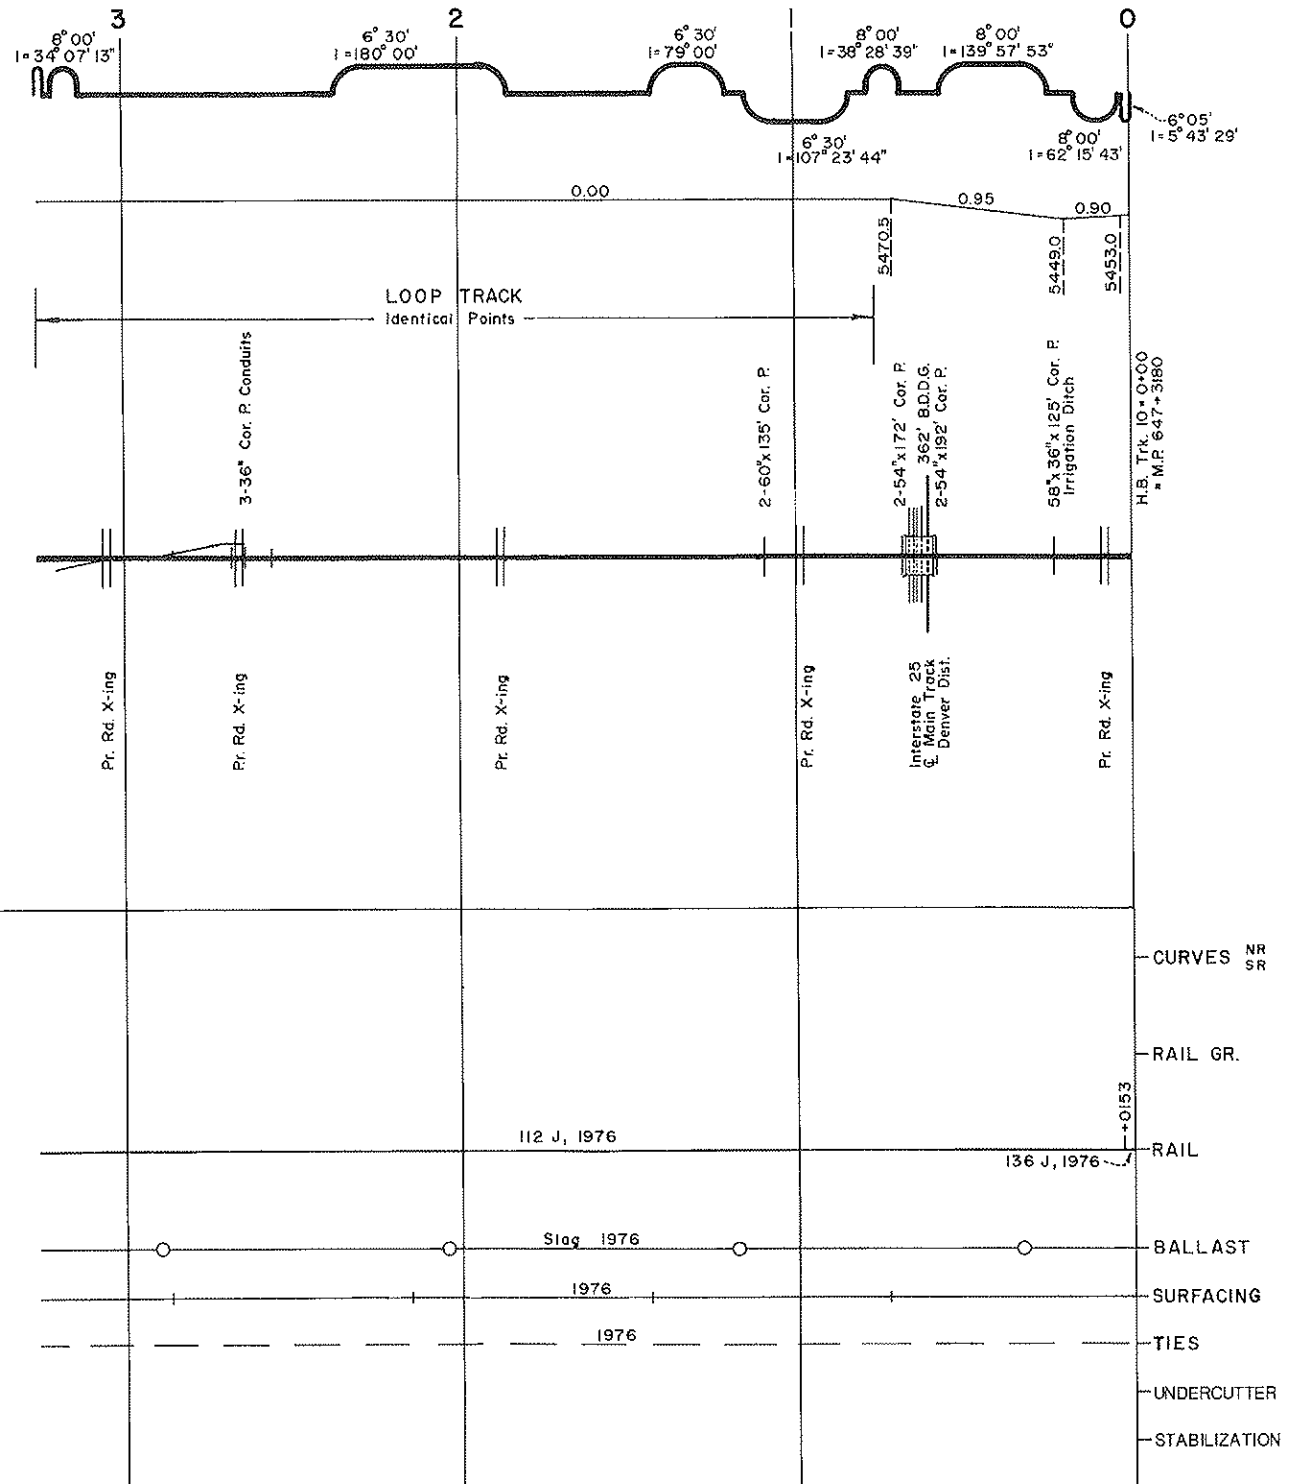 3
2
1
0
8° 00'
I=34° 07' 13"
6° 30'
I=180° 00'
6° 30'
I=79° 00'
8° 00'
I=38° 28' 39"
8° 00'
I=139° 57' 53"
6° 30'
I=107° 23' 44"
8° 00'
I=62° 15' 43'
6° 05'
I=5° 43' 29'
0.00
0.95
0.90
5470.5
5449.0
5453.0
LOOP TRACK
Identical Points
3-36" Cor. P. Conduits
2-60"x135' Cor. P.
2-54"x172' Cor. P.
362' B.D.D.G.
2-54"x192' Cor. P.
58"x36"x125' Cor. P.
Irrigation Ditch
H.B. Trk. 10= 0+00
= M.P. 647+3180
Pr. Rd. X-ing
Pr. Rd. X-ing
Pr. Rd. X-ing
Pr. Rd. X-ing
Interstate 25
℄ Main Track
Denver Dist.
Pr. Rd. X-ing
CURVES NR
SR
RAIL GR.
+0153
112 J, 1976
136 J, 1976
RAIL
Slag 1976
BALLAST
1976
SURFACING
1976
TIES
UNDERCUTTER
STABILIZATION